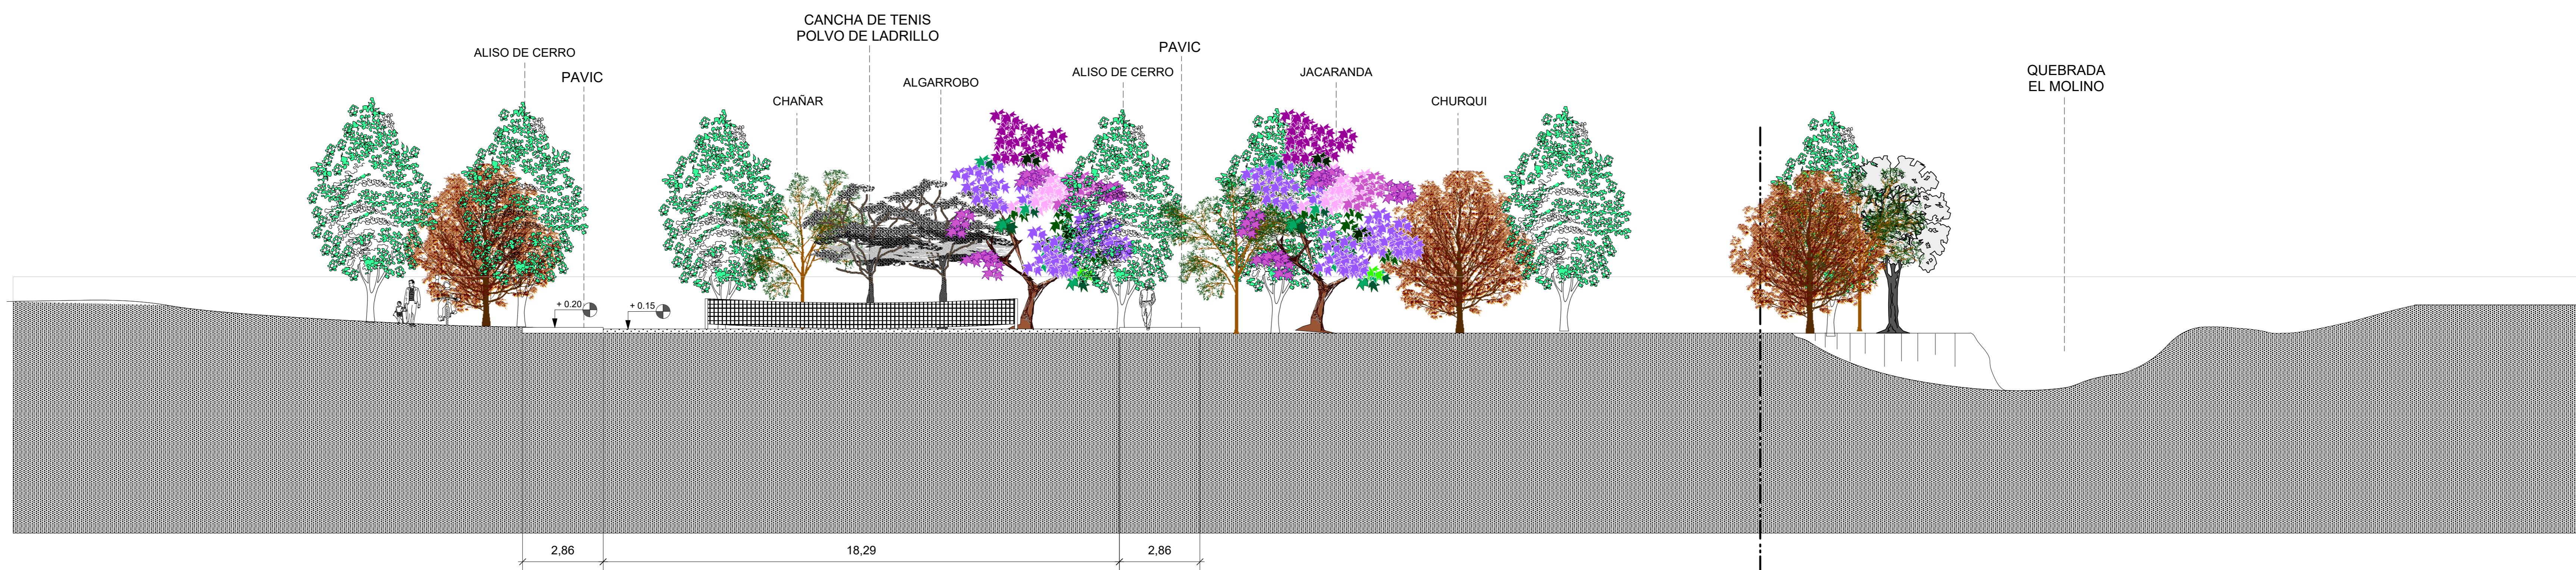 CANCHA DE TENIS
POLVO DE LADRILLO
ALISO DE CERRO
PAVIC
PAVIC
ALISO DE CERRO
JACARANDA
QUEBRADA
EL MOLINO
ALGARROBO
CHAÑAR
CHURQUI
+ 0.20
+ 0.15
2,86
18,29
2,86